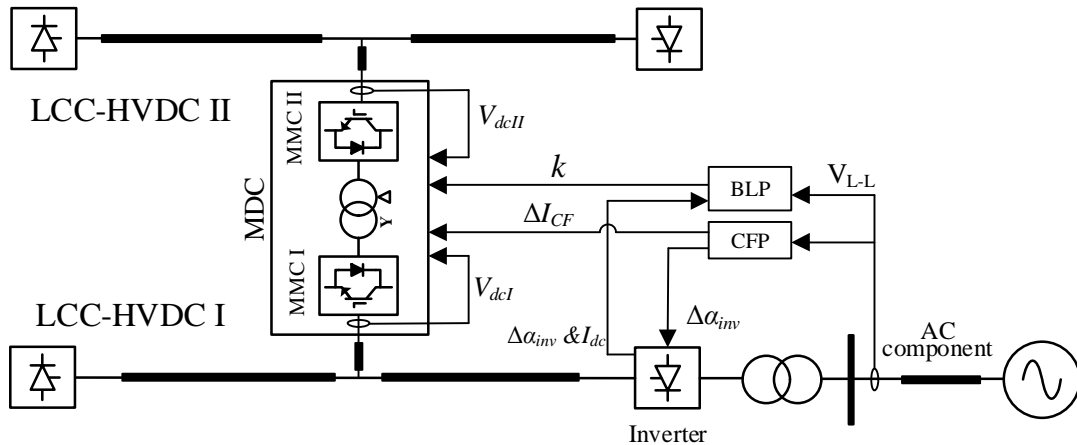 LCC-HVDC II
MMC II
V_dcII
MDC
k
BLP
V_L-L
ΔI_CF
CFP
Y
MMC I
V_dcI
LCC-HVDC I
Δα_inv & I_dc
Δα_inv
AC
component
Inverter